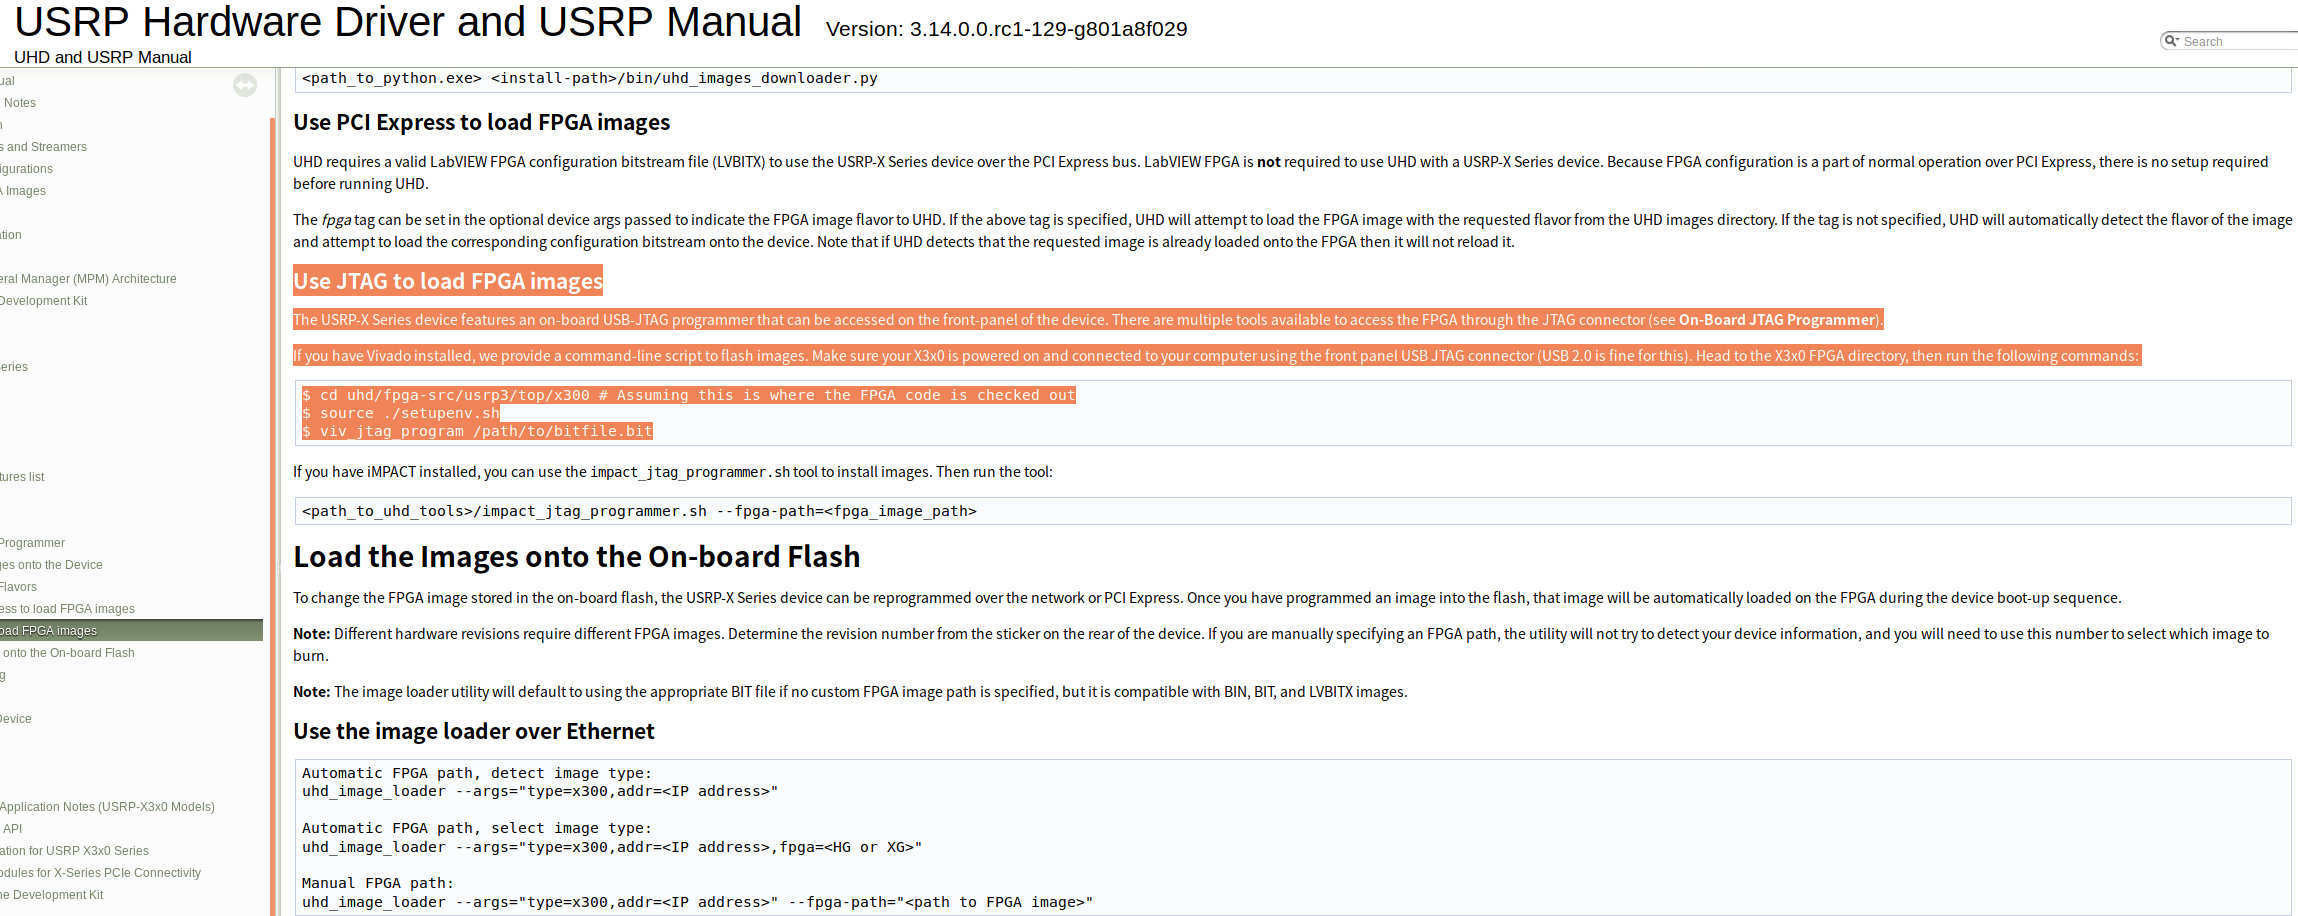 USRP Hardware Driver and USRP Manual Version: 3.14.0.0.rc1-129-g801a8f029
UHD and USRP Manual
Search
ual
Notes
n
s and Streamers
igurations
A Images
ation
eral Manager (MPM) Architecture
Development Kit
Series
tures list
Programmer
ges onto the Device
Flavors
ess to load FPGA images
oad FPGA images
onto the On-board Flash
g
Device
Application Notes (USRP-X3x0 Models)
API
ation for USRP X3x0 Series
odules for X-Series PCIe Connectivity
ne Development Kit
<path_to_python.exe> <install-path>/bin/uhd_images_downloader.py
Use PCI Express to load FPGA images
UHD requires a valid LabVIEW FPGA configuration bitstream file (LVBITX) to use the USRP-X Series device over the PCI Express bus. LabVIEW FPGA is not required to use UHD with a USRP-X Series device. Because FPGA configuration is a part of normal operation over PCI Express, there is no setup required
before running UHD.
The fpga tag can be set in the optional device args passed to indicate the FPGA image flavor to UHD. If the above tag is specified, UHD will attempt to load the FPGA image with the requested flavor from the UHD images directory. If the tag is not specified, UHD will automatically detect the flavor of the image
and attempt to load the corresponding configuration bitstream onto the device. Note that if UHD detects that the requested image is already loaded onto the FPGA then it will not reload it.
Use JTAG to load FPGA images
The USRP-X Series device features an on-board USB-JTAG programmer that can be accessed on the front-panel of the device. There are multiple tools available to access the FPGA through the JTAG connector (see On-Board JTAG Programmer).
If you have Vivado installed, we provide a command-line script to flash images. Make sure your X3x0 is powered on and connected to your computer using the front panel USB JTAG connector (USB 2.0 is fine for this). Head to the X3x0 FPGA directory, then run the following commands:
$ cd uhd/fpga-src/usrp3/top/x300 # Assuming this is where the FPGA code is checked out
$ source ./setupenv.sh
$ viv_jtag_program /path/to/bitfile.bit
If you have iMPACT installed, you can use the impact_jtag_programmer.sh tool to install images. Then run the tool:
<path_to_uhd_tools>/impact_jtag_programmer.sh --fpga-path=<fpga_image_path>
Load the Images onto the On-board Flash
To change the FPGA image stored in the on-board flash, the USRP-X Series device can be reprogrammed over the network or PCI Express. Once you have programmed an image into the flash, that image will be automatically loaded on the FPGA during the device boot-up sequence.
Note: Different hardware revisions require different FPGA images. Determine the revision number from the sticker on the rear of the device. If you are manually specifying an FPGA path, the utility will not try to detect your device information, and you will need to use this number to select which image to
burn.
Note: The image loader utility will default to using the appropriate BIT file if no custom FPGA image path is specified, but it is compatible with BIN, BIT, and LVBITX images.
Use the image loader over Ethernet
Automatic FPGA path, detect image type:
uhd_image_loader --args="type=x300,addr=<IP address>"
Automatic FPGA path, select image type:
uhd_image_loader --args="type=x300,addr=<IP address>,fpga=<HG or XG>"
Manual FPGA path:
uhd_image_loader --args="type=x300,addr=<IP address>" --fpga-path="<path to FPGA image>"